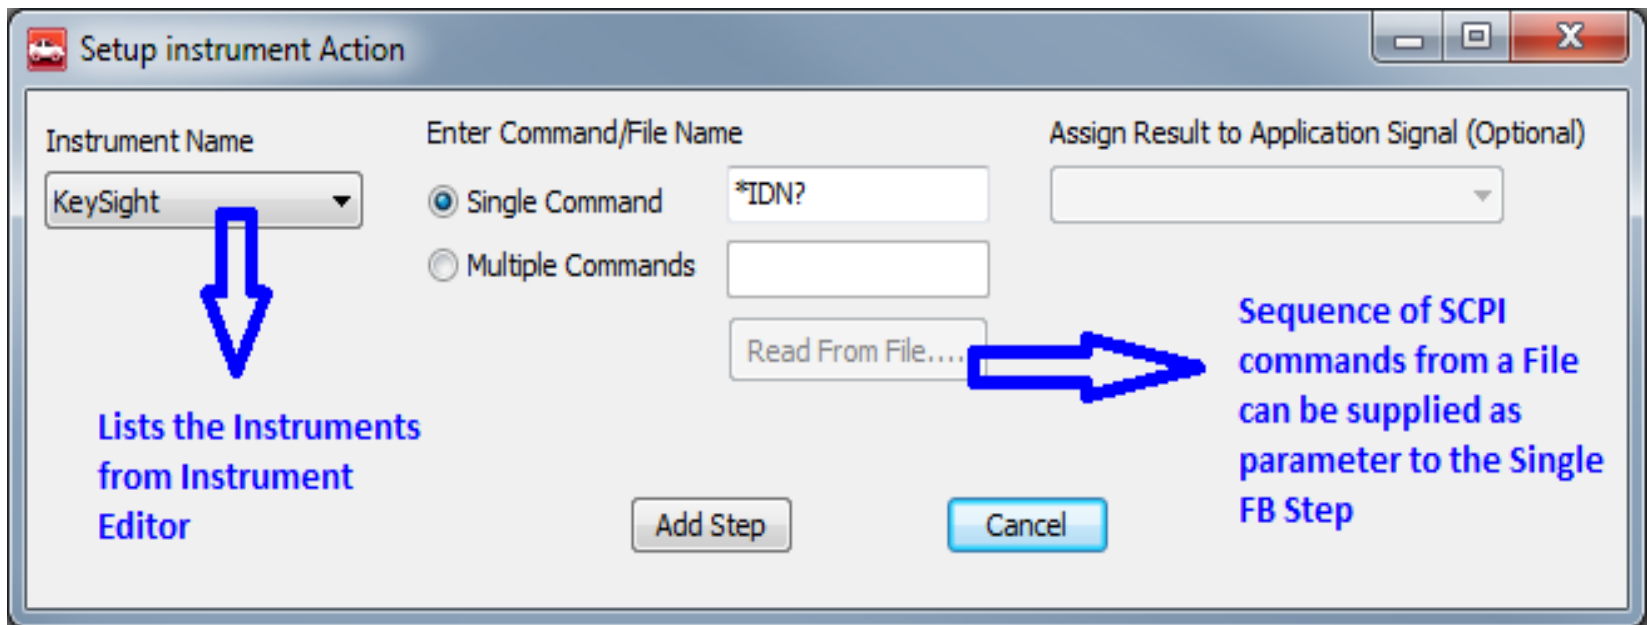 Setup instrument Action
Instrument Name
Enter Command/File Name
Assign Result to Application Signal (Optional)
KeySight
Single Command
*IDN?
Multiple Commands
Read From File....
Lists the Instruments
from Instrument
Editor
Sequence of SCPI
commands from a File
can be supplied as
parameter to the Single
FB Step
Add Step
Cancel